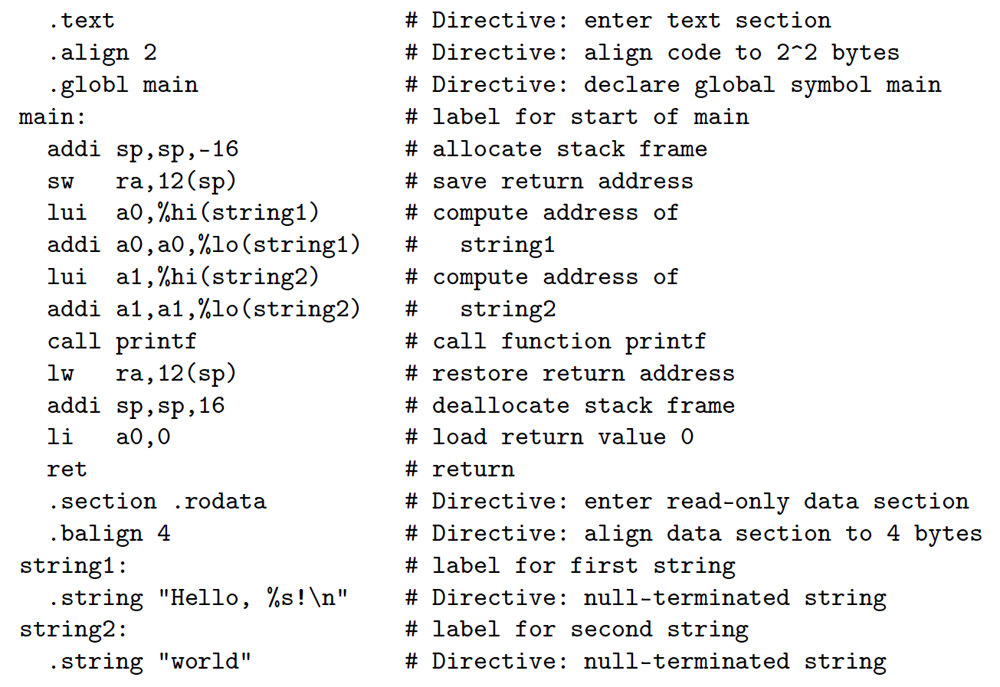 .text # Directive: enter text section
.align 2 # Directive: align code to 2^2 bytes
.globl main # Directive: declare global symbol main
main: # label for start of main
addi sp,sp,-16 # allocate stack frame
sw ra,12(sp) # save return address
lui a0,%hi(string1) # compute address of
addi a0,a0,%lo(string1) # string1
lui a1,%hi(string2) # compute address of
addi a1,a1,%lo(string2) # string2
call printf # call function printf
lw ra,12(sp) # restore return address
addi sp,sp,16 # deallocate stack frame
li a0,0 # load return value 0
ret # return
.section .rodata # Directive: enter read-only data section
.balign 4 # Directive: align data section to 4 bytes
string1: # label for first string
.string "Hello, %s!\n" # Directive: null-terminated string
string2: # label for second string
.string "world" # Directive: null-terminated string